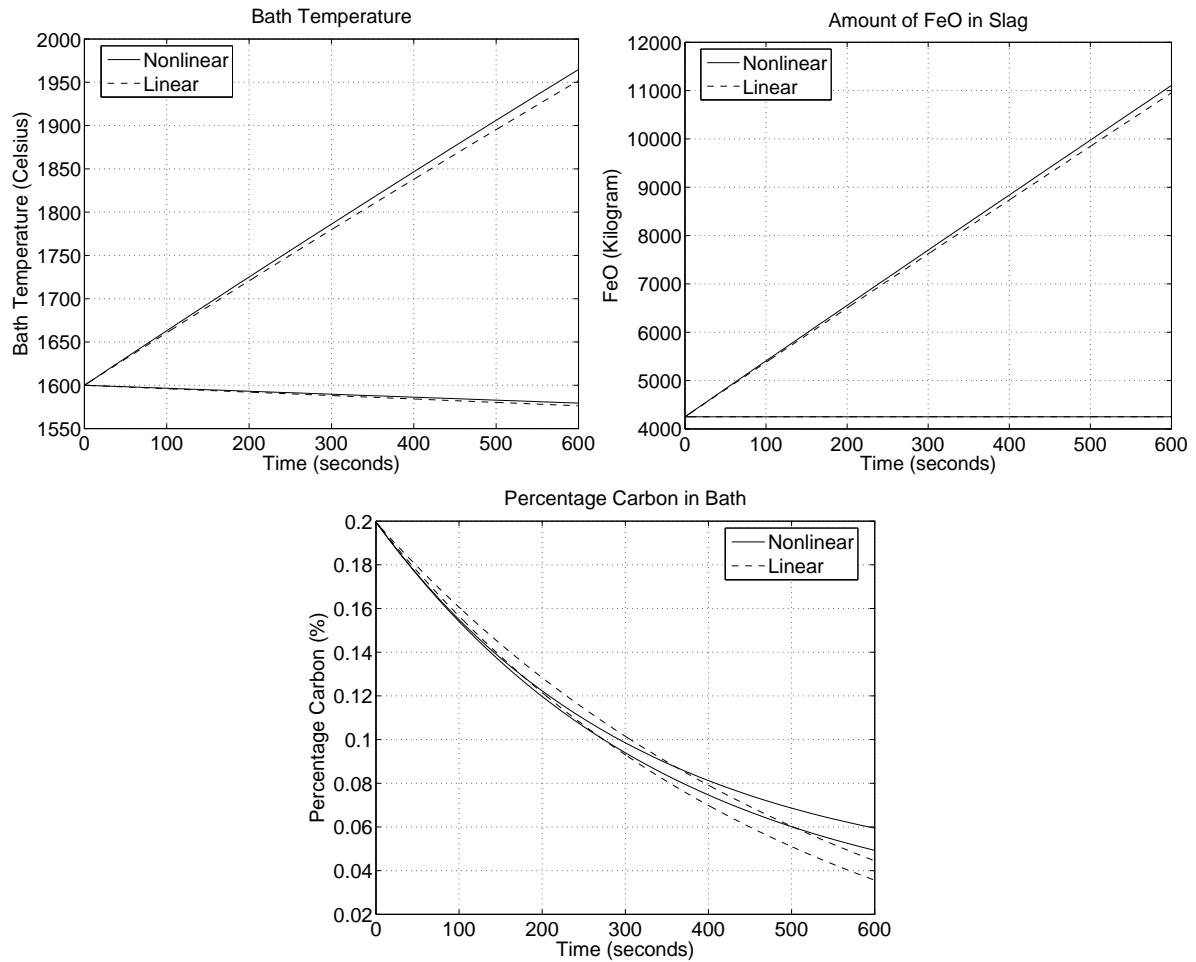 Bath Temperature
2000
1950
1900
1850
1800
1750
1700
1650
1600
1550
0 100 200 300 400 500 600
Time (seconds)
Bath Temperature (Celsius)
Nonlinear
Linear
Amount of FeO in Slag
12000
11000
10000
9000
8000
7000
6000
5000
4000
0 100 200 300 400 500 600
Time (seconds)
FeO (Kilogram)
Nonlinear
Linear
Percentage Carbon in Bath
0.2
0.18
0.16
0.14
0.12
0.1
0.08
0.06
0.04
0.02
0 100 200 300 400 500 600
Time (seconds)
Percentage Carbon (%)
Nonlinear
Linear